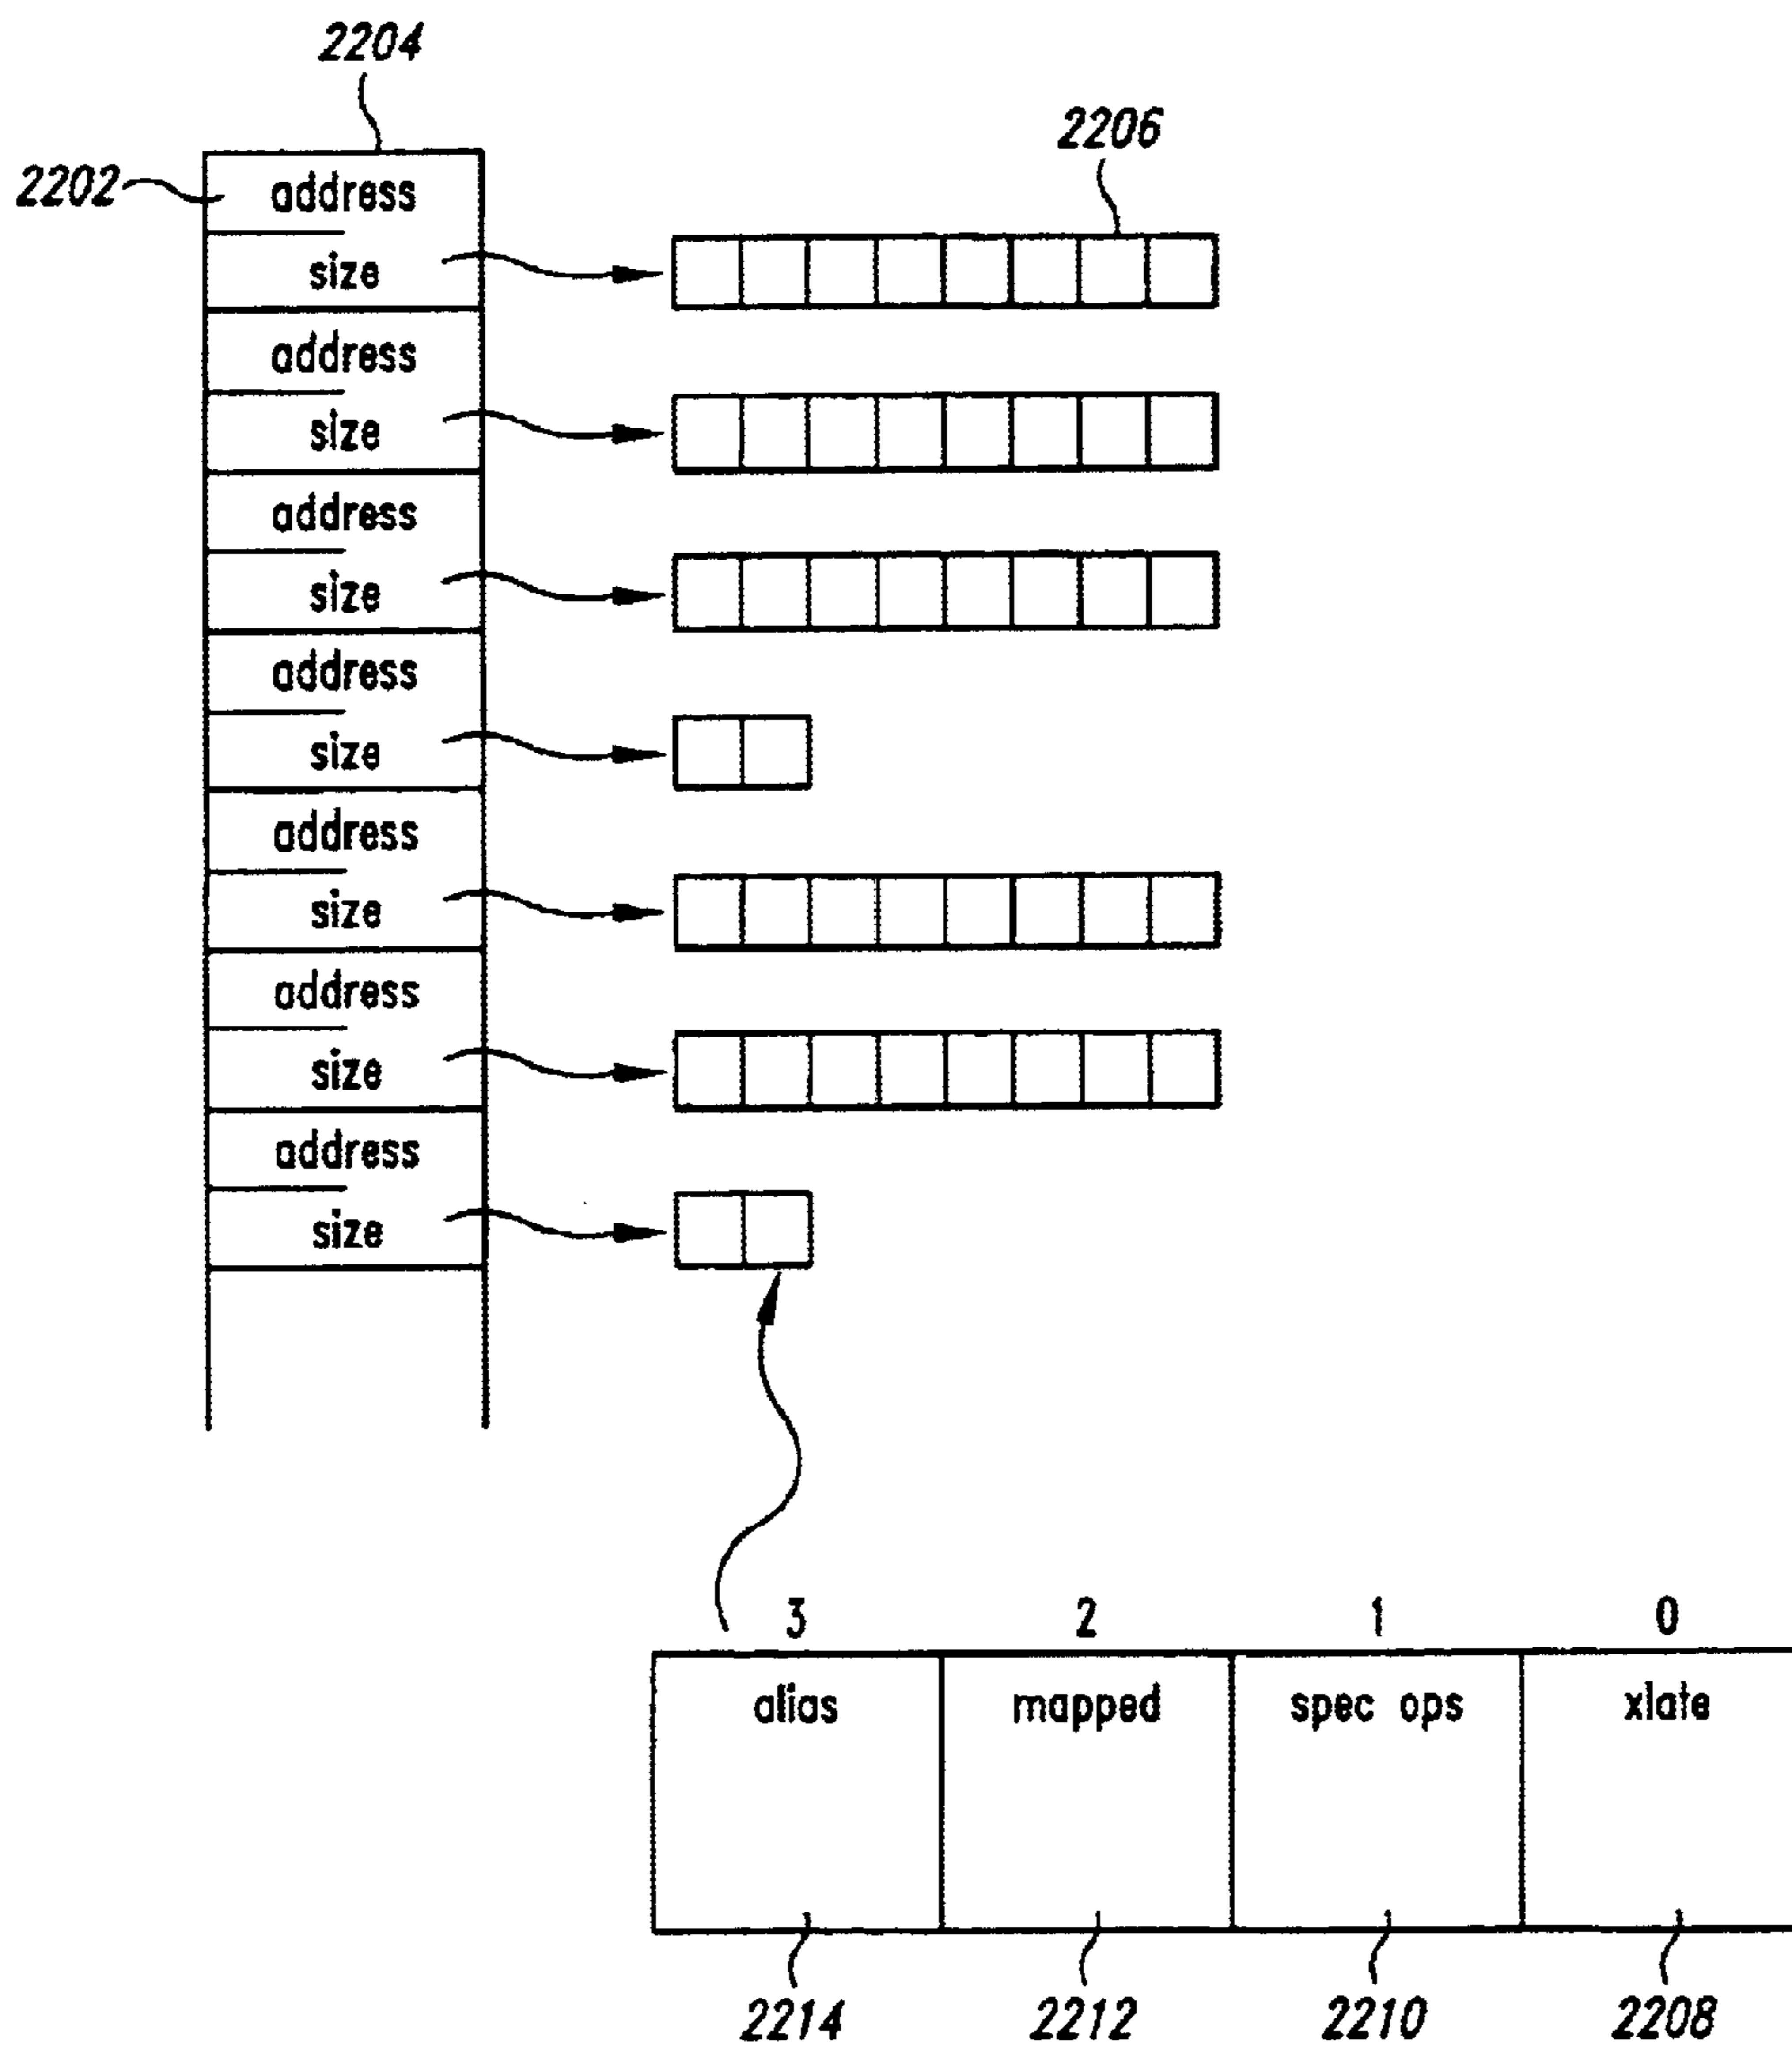 2204
2206
2202
address
size
address
size
address
size
address
size
address
size
address
size
address
size
3 2 1 0
alias mapped spec ops xlate
2214 2212 2210 2208